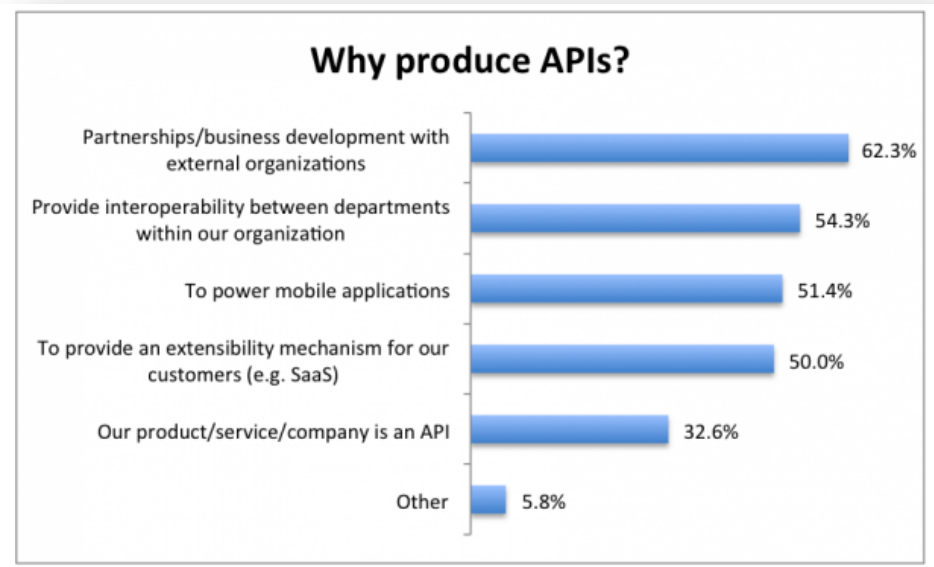 Why produce APIs?
Partnerships/business development with
external organizations
62.3%
Provide interoperability between departments
within our organization
54.3%
To power mobile applications
51.4%
To provide an extensibility mechanism for our
customers (e.g. SaaS)
50.0%
Our product/service/company is an API
32.6%
Other
5.8%